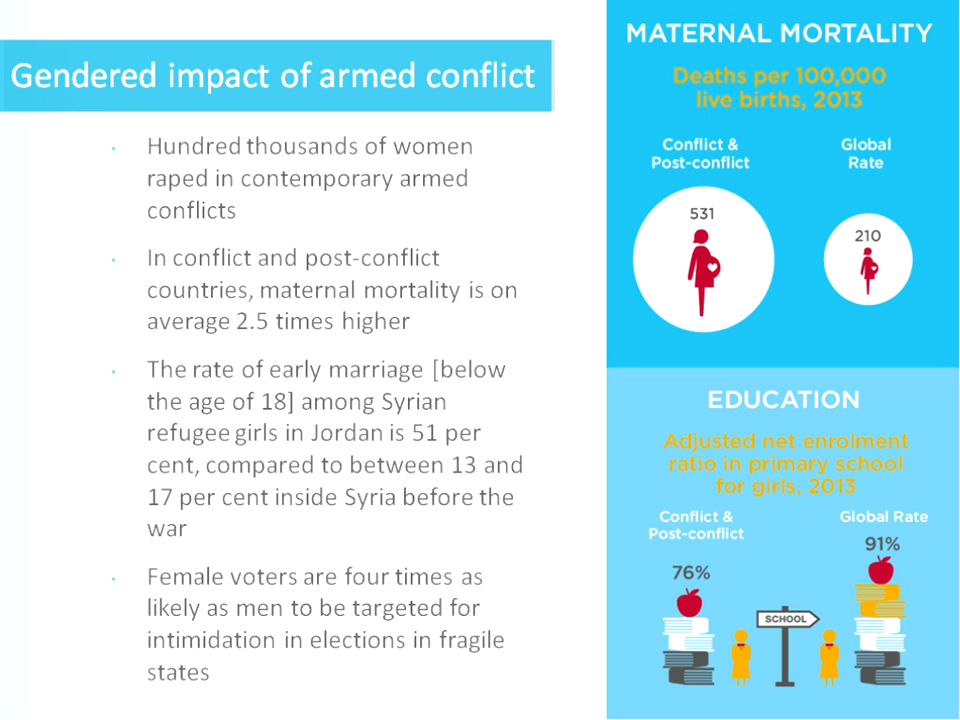 Gendered impact of armed conflict
· Hundred thousands of women
raped in contemporary armed
conflicts
· In conflict and post-conflict
countries, maternal mortality is on
average 2.5 times higher
· The rate of early marriage [below
the age of 18] among Syrian
refugee girls in Jordan is 51 per
cent, compared to between 13 and
17 per cent inside Syria before the
war
· Female voters are four times as
likely as men to be targeted for
intimidation in elections in fragile
states
MATERNAL MORTALITY
Deaths per 100,000
live births, 2013
Conflict &
Post-conflict
Global
Rate
531
210
EDUCATION
Adjusted net enrolment
ratio in primary school
for girls, 2013
Conflict &
Post-conflict
Global Rate
76%
91%
SCHOOL